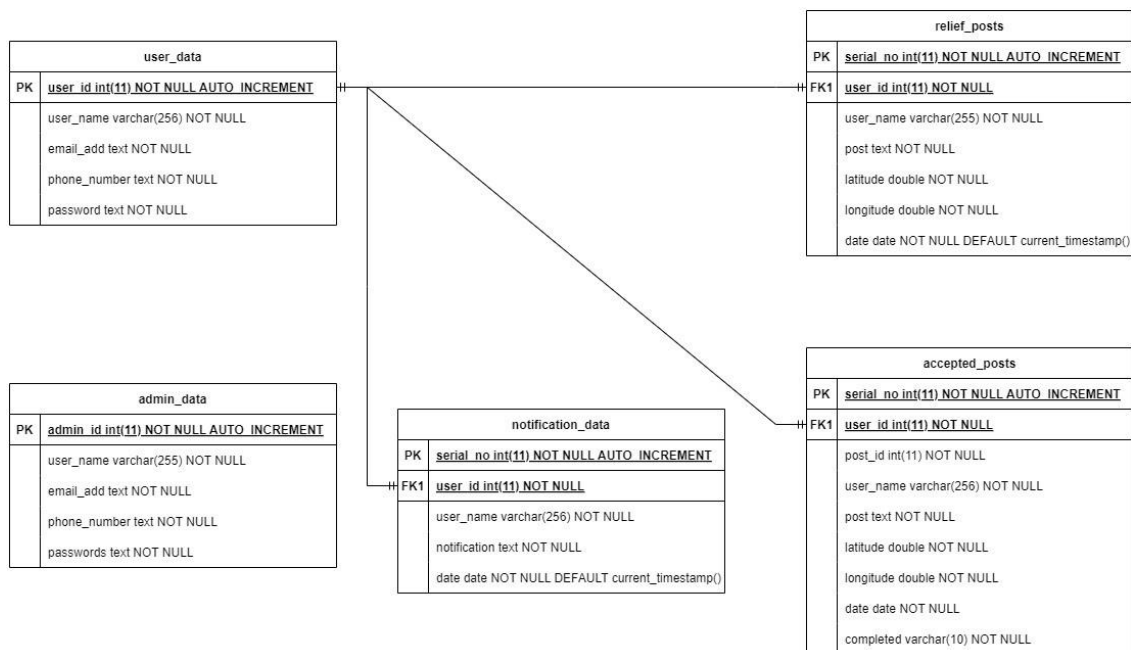 user_data
PK user_id int(11) NOT NULL AUTO_INCREMENT
user_name varchar(256) NOT NULL
email_add text NOT NULL
phone_number text NOT NULL
password text NOT NULL
relief_posts
PK serial_no int(11) NOT NULL AUTO_INCREMENT
FK1 user_id int(11) NOT NULL
user_name varchar(255) NOT NULL
post text NOT NULL
latitude double NOT NULL
longitude double NOT NULL
date date NOT NULL DEFAULT current_timestamp()
admin_data
PK admin_id int(11) NOT NULL AUTO_INCREMENT
user_name varchar(255) NOT NULL
email_add text NOT NULL
phone_number text NOT NULL
passwords text NOT NULL
notification_data
PK serial_no int(11) NOT NULL AUTO_INCREMENT
FK1 user_id int(11) NOT NULL
user_name varchar(256) NOT NULL
notification text NOT NULL
date date NOT NULL DEFAULT current_timestamp()
accepted_posts
PK serial_no int(11) NOT NULL AUTO_INCREMENT
FK1 user_id int(11) NOT NULL
post_id int(11) NOT NULL
user_name varchar(256) NOT NULL
post text NOT NULL
latitude double NOT NULL
longitude double NOT NULL
date date NOT NULL
completed varchar(10) NOT NULL